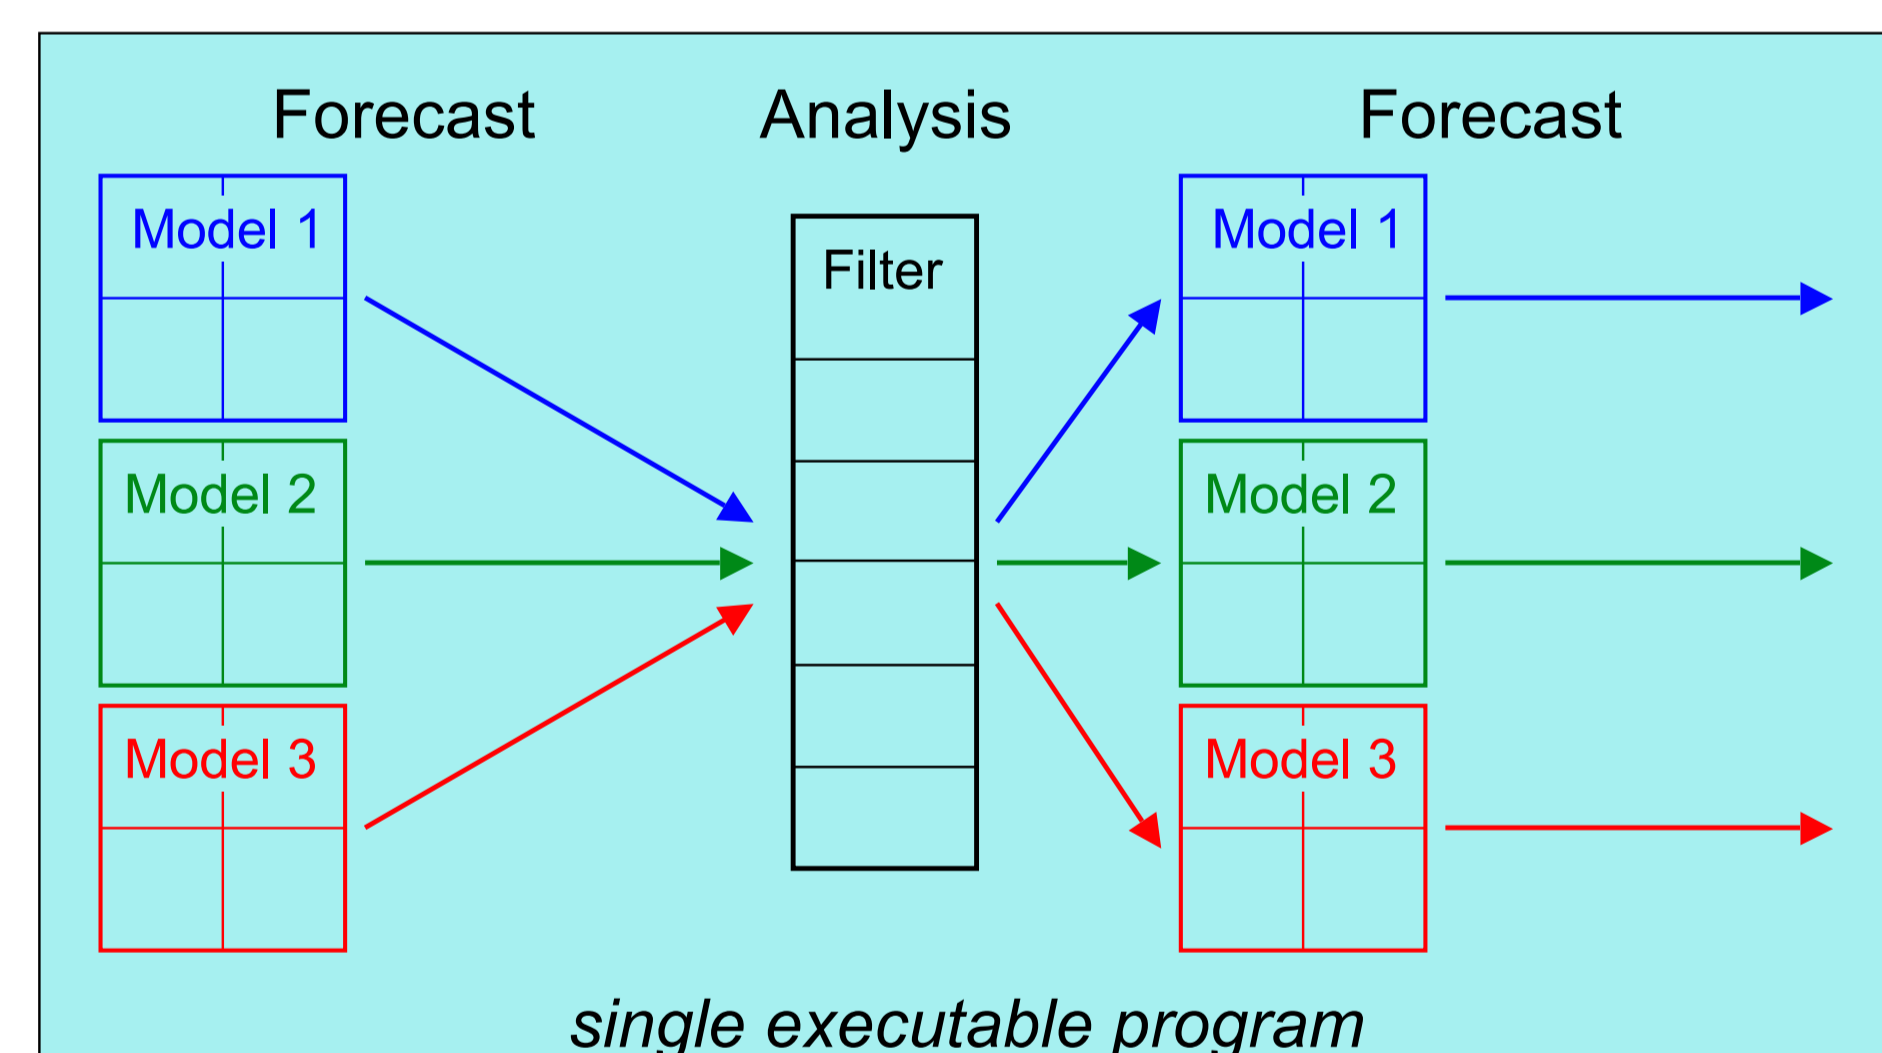 Forecast Analysis Forecast
Model 1 Model 1
Filter
Model 2 Model 2
Model 3 Model 3
single executable program